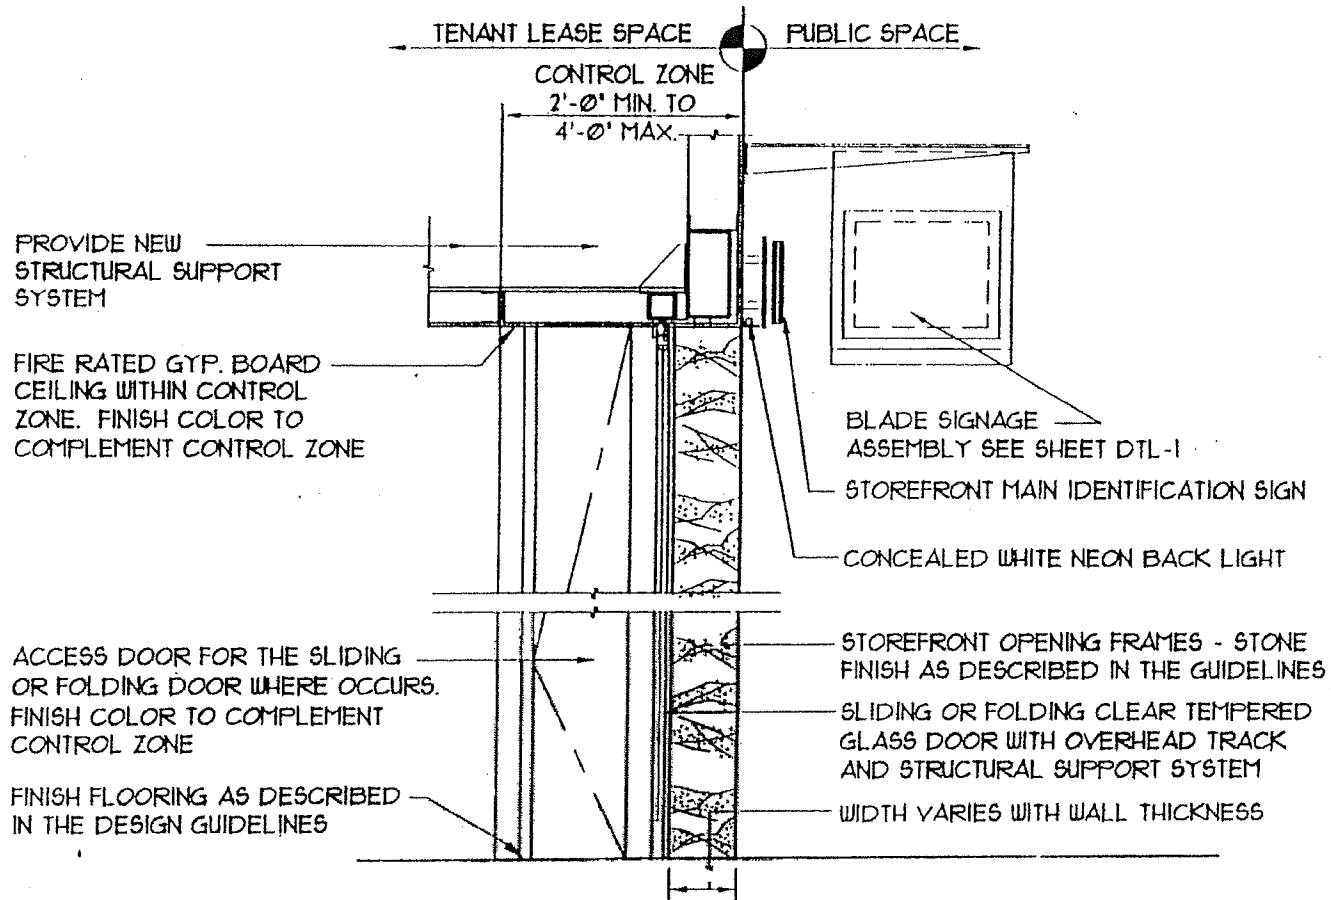 TENANT LEASE SPACE
PUBLIC SPACE
CONTROL ZONE
2'-0" MIN. TO
4'-0" MAX.
PROVIDE NEW
STRUCTURAL SUPPORT
SYSTEM
FIRE RATED GYP. BOARD
CEILING WITHIN CONTROL
ZONE. FINISH COLOR TO
COMPLEMENT CONTROL ZONE
BLADE SIGNAGE
ASSEMBLY SEE SHEET DTL-1
STOREFRONT MAIN IDENTIFICATION SIGN
CONCEALED WHITE NEON BACK LIGHT
ACCESS DOOR FOR THE SLIDING
OR FOLDING DOOR WHERE OCCURS.
FINISH COLOR TO COMPLEMENT
CONTROL ZONE
FINISH FLOORING AS DESCRIBED
IN THE DESIGN GUIDELINES
STOREFRONT OPENING FRAMES - STONE
FINISH AS DESCRIBED IN THE GUIDELINES
SLIDING OR FOLDING CLEAR TEMPERED
GLASS DOOR WITH OVERHEAD TRACK
AND STRUCTURAL SUPPORT SYSTEM
WIDTH VARIES WITH WALL THICKNESS